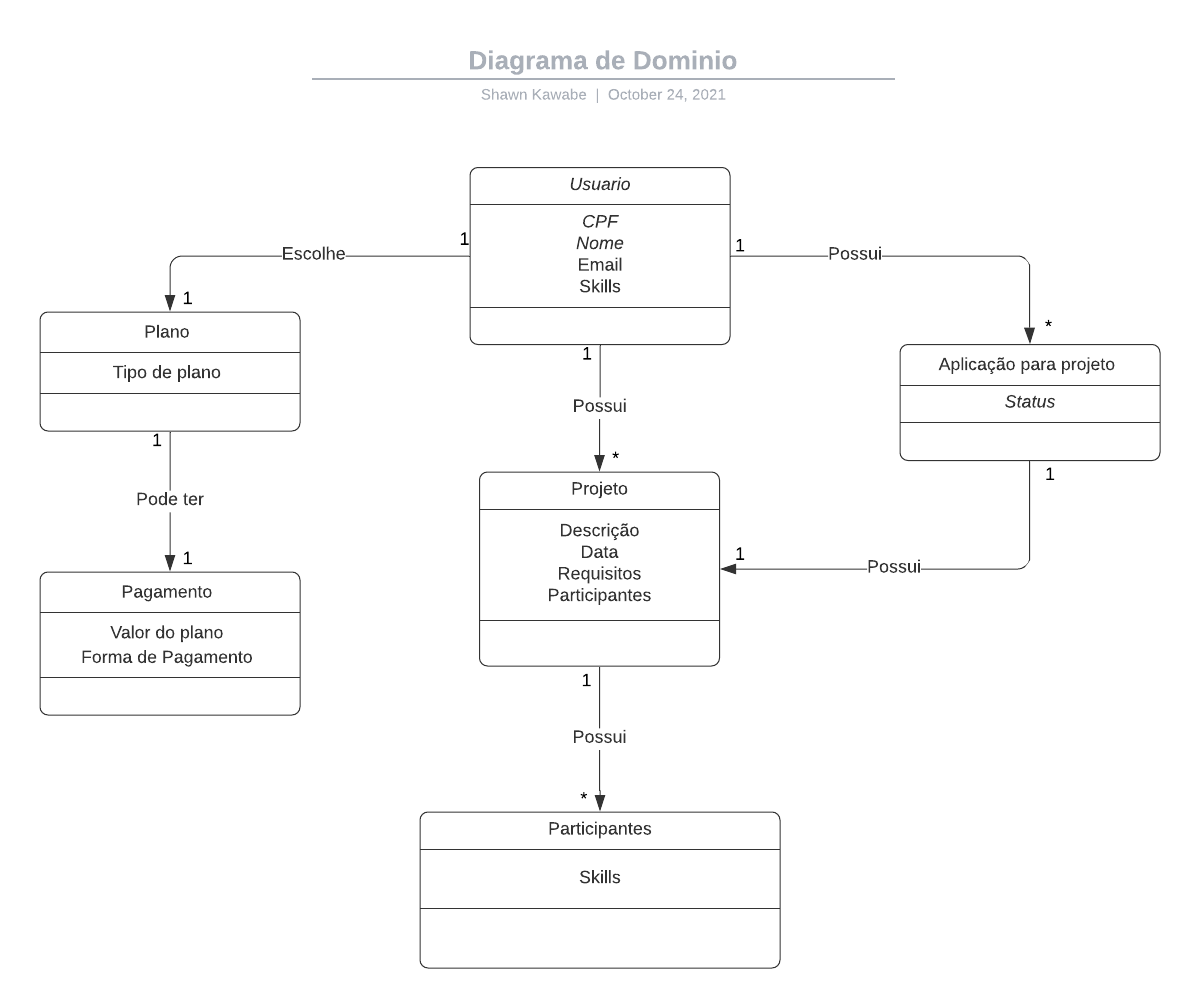 Diagrama de Dominio
Shawn Kawabe | October 24, 2021
Usuario
CPF
Nome
Email
Skills
1
Escolhe
1
1
Possui
*
Plano
Tipo de plano
1
Possui
*
Aplicação para projeto
Status
1
Pode ter
1
Projeto
Descrição
Data
Requisitos
Participantes
1
Possui
1
Pagamento
Valor do plano
Forma de Pagamento
1
Possui
*
Participantes
Skills